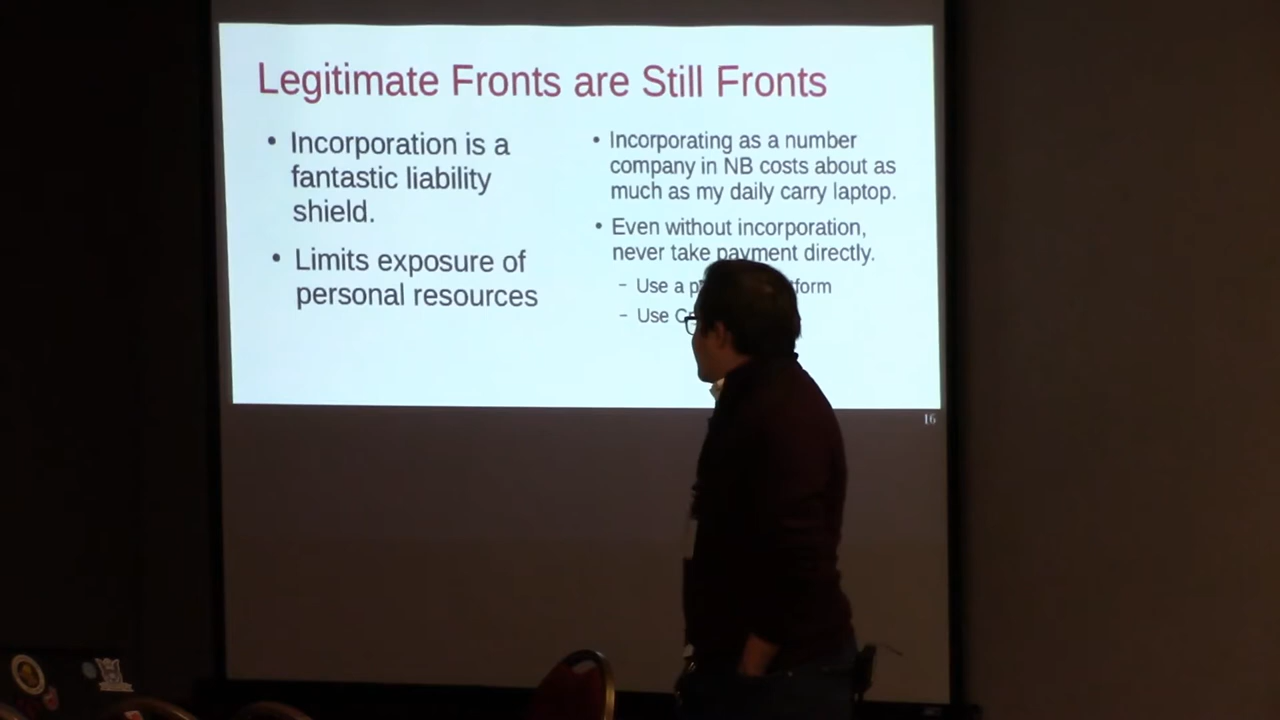 Legitimate Fronts are Still Fronts
• Incorporation is a
fantastic liability
shield.
• Limits exposure of
personal resources
• Incorporating as a number
company in NB costs about as
much as my daily carry laptop.
• Even without incorporation,
never take payment directly.
– Use a
– Use
16